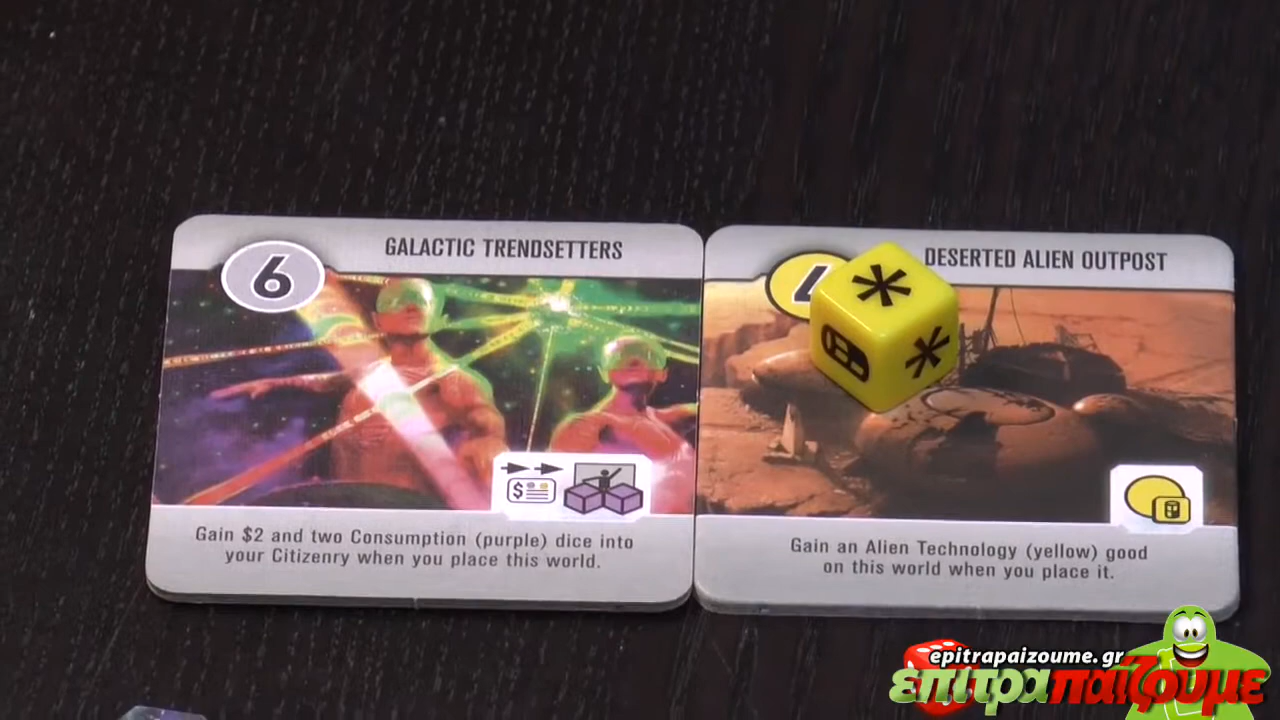 GALACTIC TRENDSETTERS
6
$
Gain $2 and two Consumption (purple) dice into
your Citizenry when you place this world.
DESERTED ALIEN OUTPOST
Gain an Alien Technology (yellow) good
on this world when you place it.
epitrapaizoume.gr
επιτραπαίζουμε